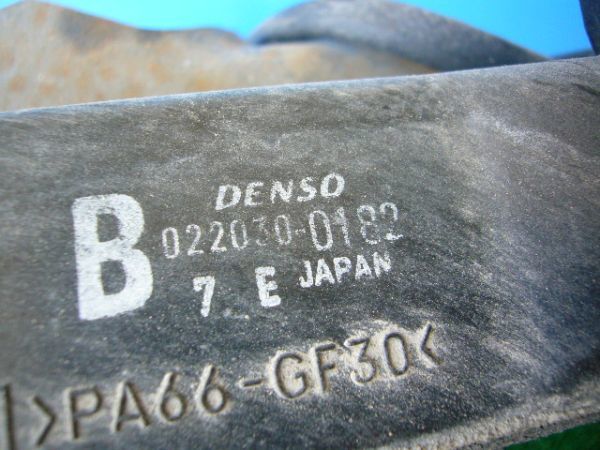 DENSO
B 022030-0182
7 E JAPAN
>PA66-GF30<